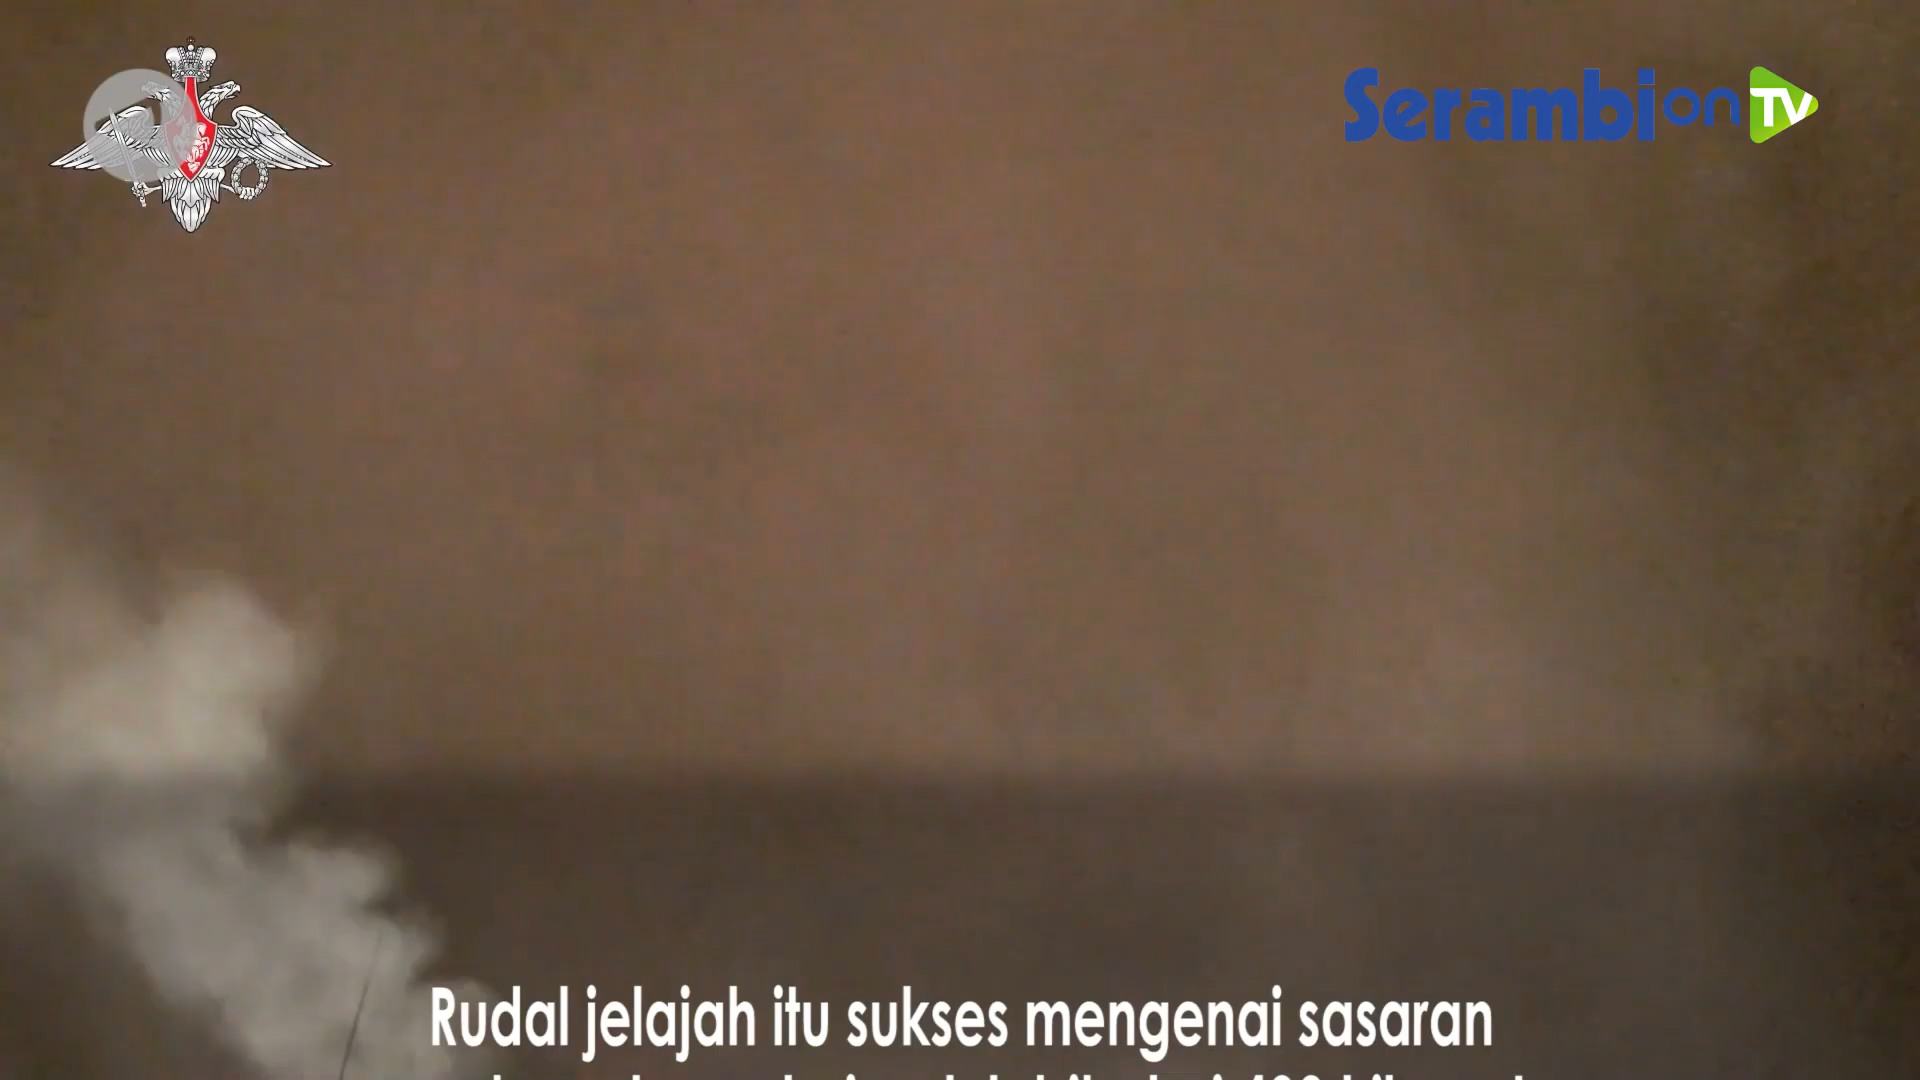 Serambi on TV
Rudal jelajah itu sukses mengenai sasaran